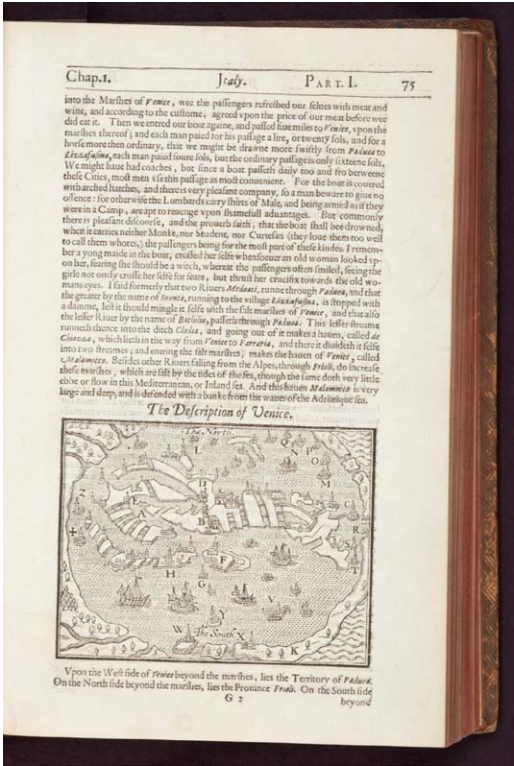 Chap.1. Italy. PART. I. 75
into the Marshes of Venice, wee the passengers refreshed our selues with meat and
wine, and according to the custome, agreed vpon the price of our meat before wee
did eat it. Then we entred our boat againe, and passed fiue miles to Venice, vpon the
marshes thereof; and each man paied for his passage a lire, or twenty sols, and for a
horse more then ordinary, that we might be drawne more swiftly from Paduoa to
Lizzafusina, each man paied foure sols, but the ordinary passage is only sixteene sols,
We might haue had coaches, but since a boat passeth daily too and fro betweene
these Cities, most men vse this passage as most conuenient. For the boat is couered
with arched hatches, and there is very pleasant company, so a man beware to giue no
offence: for otherwise the Lumbards carry shirts of Male, and being armed as if they
were in a Camp, are apt to reuenge vpon shamefull aduantages. But commonly
there is pleasant discourse, and the prouerb saith, that the boat shall bee drowned,
when it carries neither Monke, nor Student, nor Curtesan (they loue them too well
to call them whores,) the passengers being for the most part of these kindes. I remem-
ber a yong maide in the boat, crossed her selfe whensoeuer an old woman looked vp-
on her, fearing she should be a witch, whereat the passengers often smiled, seeing the
girle not onely crosse her selfe for feare, but thrust her crucifix towards the old wo-
mans eyes. I said formerly that two Riuers Medoaci, runne through Paduoa, and that
the greater by the name of Brenta, running to the village Lizzafusina, is stopped with
a damme, lest it should mingle it selfe with the salt marshes of Venice, and that also
the lesser Riuer by the name of passeth through Paduoa. This lesser streame
runneth thence into the ditch Clodia, and going out of it makes a hauen, called de
Chiozza, which lieth in the way from Venice to Farraria, and there it diuideth it selfe
into two streames; and entring the salt marshes, makes the hauen of Venice, called
Malamocco. Besides other Riuers falling from the Alpes, through Frioli, do increase
these marshes, which are salt by the tides of the sea, though the same doth very little
ebbe or flow in this Mediterranean, or Inland sea. And this hauen Malamocco is very
large and deep, and is defended with a banke from the waues of the Adriatique sea.
The Description of Venice.
The North
L Q N P O
M
D
E N C
Z A R
B
S
F T
H
G
V
Y
W The South X
K
Vpon the West side of Venice beyond the marshes, lies the Territory of Paduoa.
On the North side beyond the marshes, lies the Prouince Frioli. On the South side
G 2 beyond